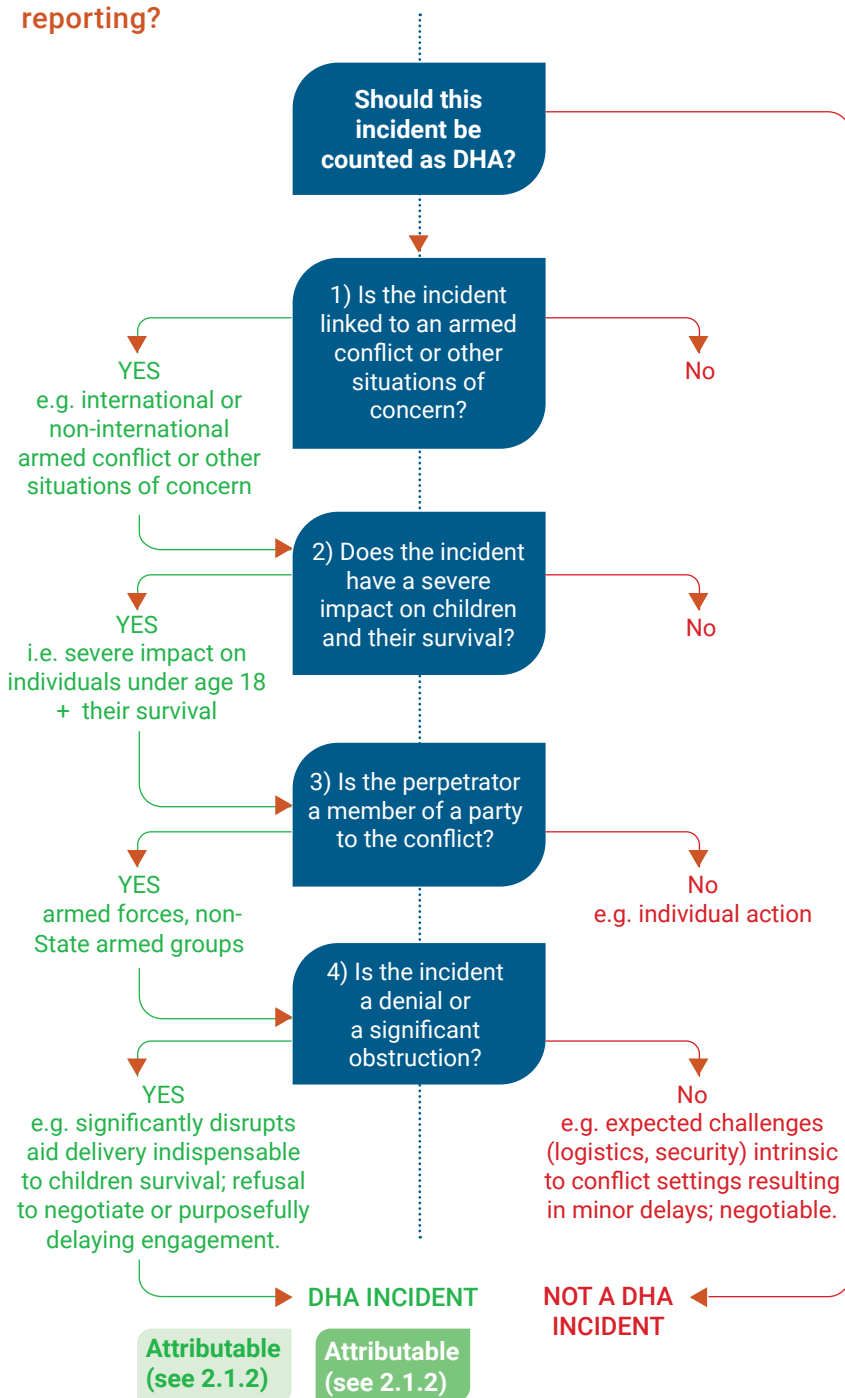 reporting?
Should this
incident be
counted as DHA?
1) Is the incident
linked to an armed
conflict or other
situations of
concern?
YES
e.g. international or
non-international
armed conflict or other
situations of concern
No
2) Does the incident
have a severe
impact on children
and their survival?
YES
i.e. severe impact on
individuals under age 18
+ their survival
No
3) Is the perpetrator
a member of a party
to the conflict?
YES
armed forces, non-
State armed groups
No
e.g. individual action
4) Is the incident
a denial or
a significant
obstruction?
YES
e.g. significantly disrupts
aid delivery indispensable
to children survival; refusal
to negotiate or purposefully
delaying engagement.
No
e.g. expected challenges
(logistics, security) intrinsic
to conflict settings resulting
in minor delays; negotiable.
DHA INCIDENT
NOT A DHA
INCIDENT
Attributable
(see 2.1.2)
Attributable
(see 2.1.2)